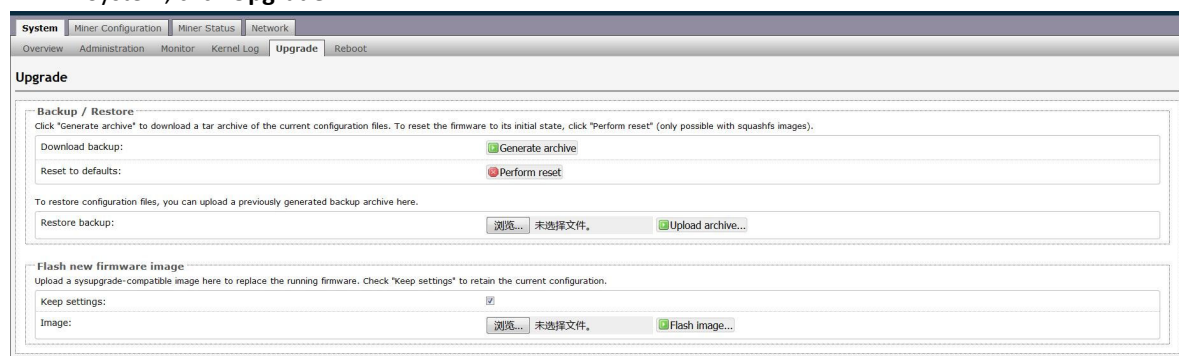 System Miner Configuration Miner Status Network
Overview Administration Monitor Kernel Log Upgrade Reboot
Upgrade
Backup / Restore
Click "Generate archive" to download a tar archive of the current configuration files. To reset the firmware to its initial state, click "Perform reset" (only possible with squashfs images).
Download backup: Generate archive
Reset to defaults: Perform reset
To restore configuration files, you can upload a previously generated backup archive here.
Restore backup: 浏览... 未选择文件。 Upload archive...
Flash new firmware image
Upload a sysupgrade-compatible image here to replace the running firmware. Check "Keep settings" to retain the current configuration.
Keep settings:
Image: 浏览... 未选择文件。 Flash image...